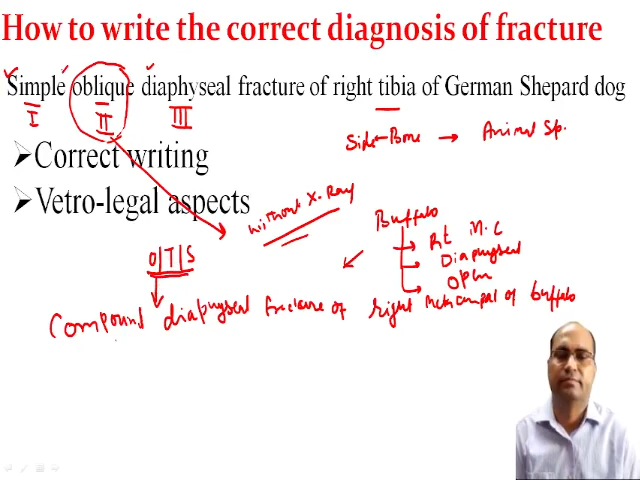 How to write the correct diagnosis of fracture
Simple oblique diaphyseal fracture of right tibia of German Shepard dog
I II III
Side ← Bone → Animal Sp.
➢Correct writing
➢Vetro-legal aspects
without X-Ray
Buffalo
Rt M.C
Diaphyseal
Open
O/T/S
Compound diaphyseal fracture of right metacarpal of buffalo